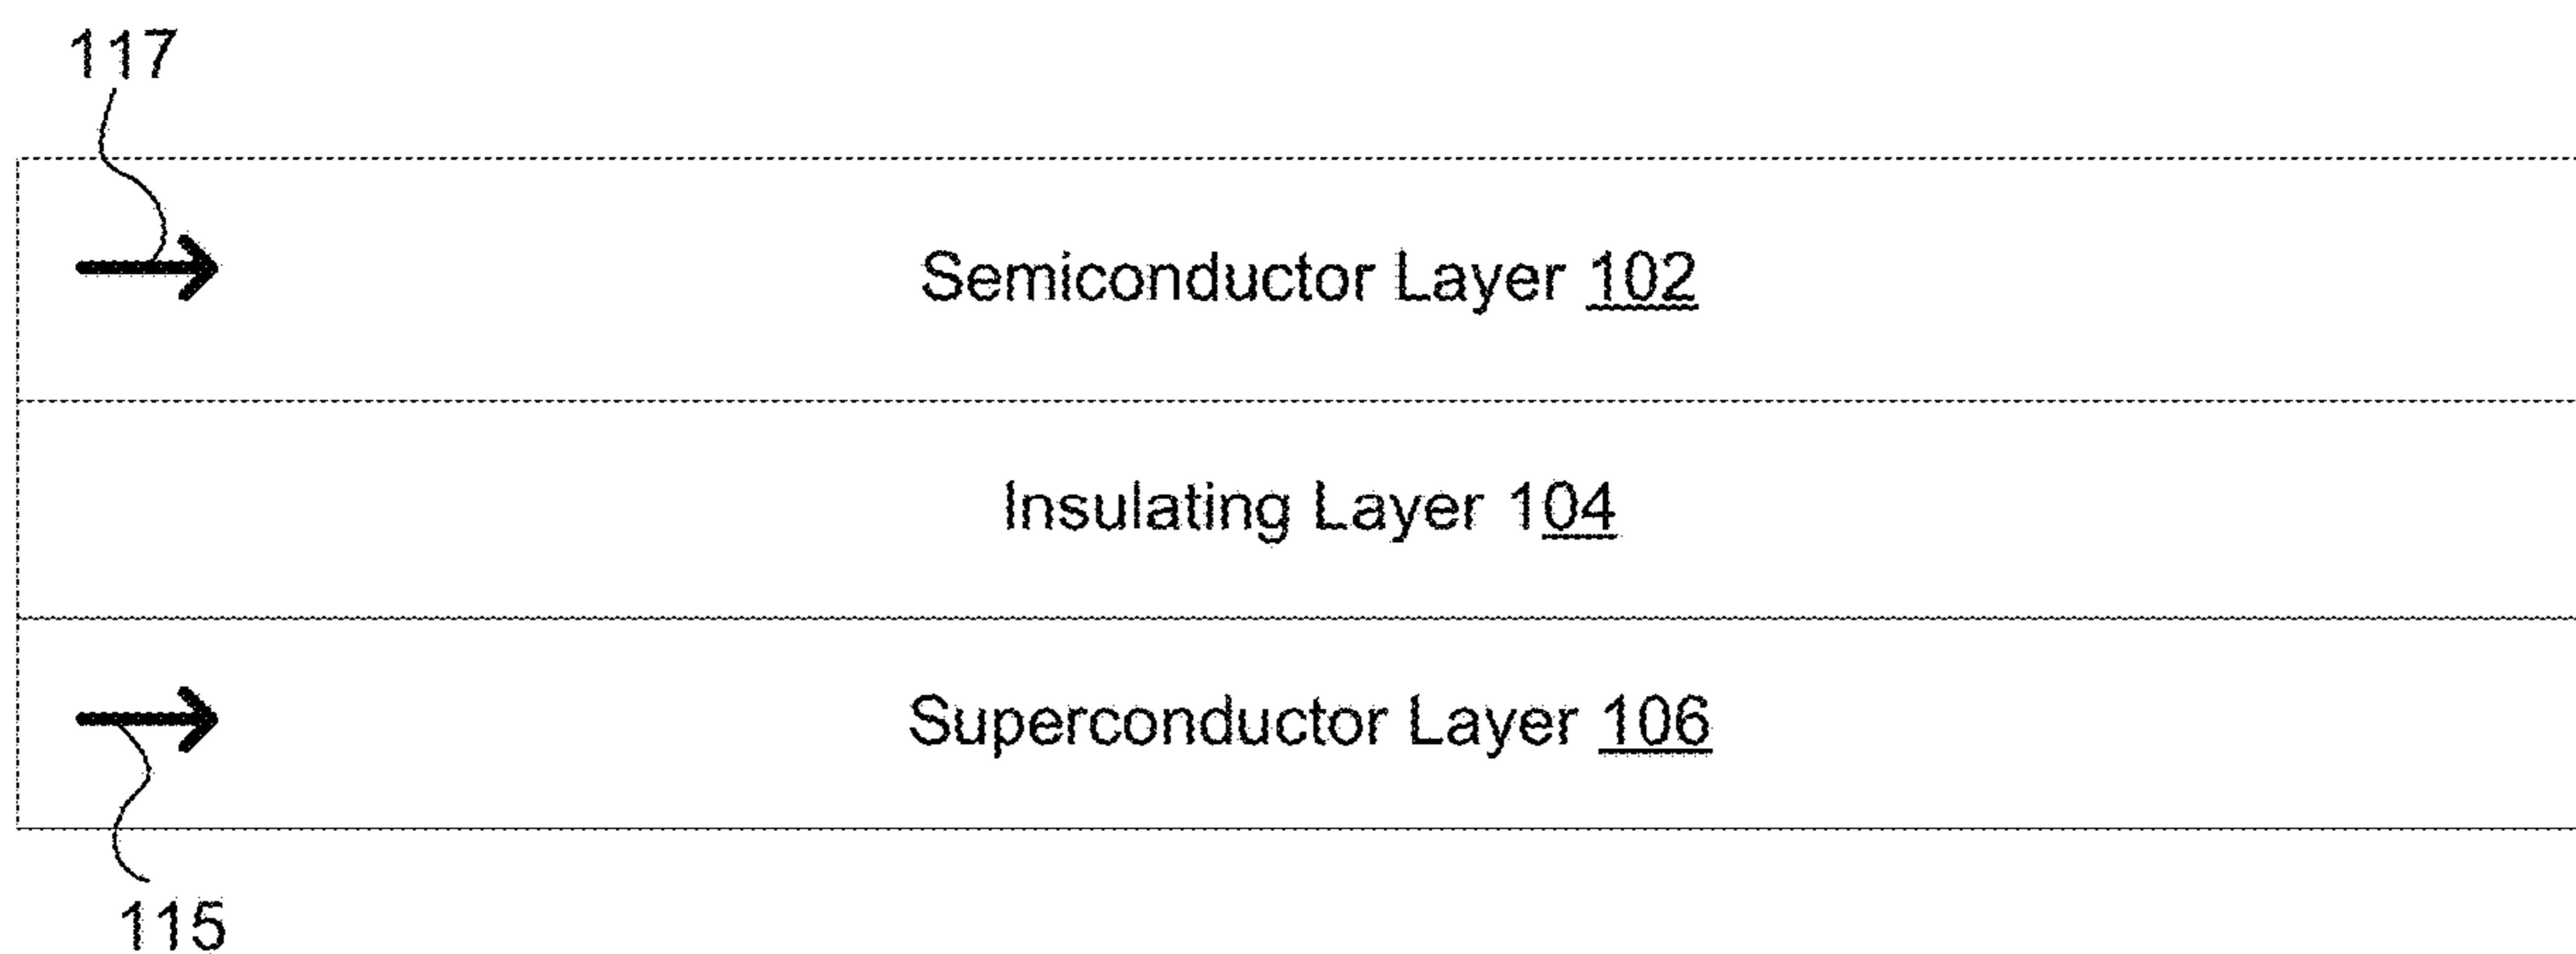 117
Semiconductor Layer 102
Insulating Layer 104
Superconductor Layer 106
115